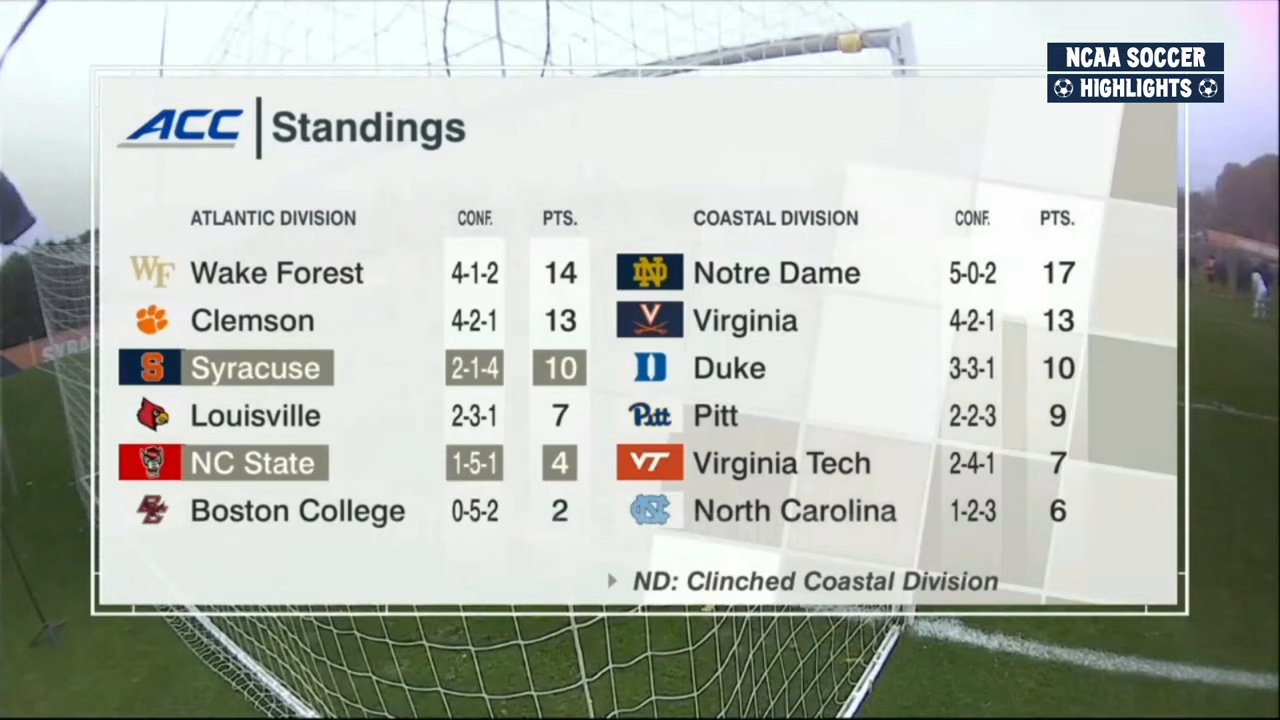 NCAA SOCCER
HIGHLIGHTS
ACC Standings
ATLANTIC DIVISION CONF. PTS.
WF Wake Forest 4-1-2 14
Clemson 4-2-1 13
S Syracuse 2-1-4 10
Louisville 2-3-1 7
NC State 1-5-1 4
BC Boston College 0-5-2 2
COASTAL DIVISION CONF. PTS.
ND Notre Dame 5-0-2 17
V Virginia 4-2-1 13
D Duke 3-3-1 10
Pitt Pitt 2-2-3 9
VT Virginia Tech 2-4-1 7
NC North Carolina 1-2-3 6
ND: Clinched Coastal Division